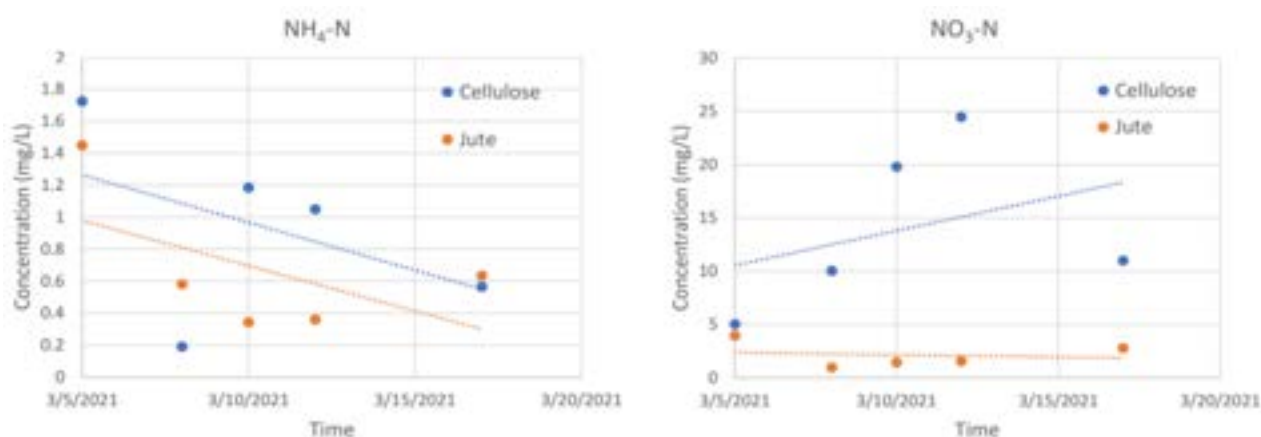 NH4-N
Concentration (mg/L)
2
1.8
1.6
1.4
1.2
1
0.8
0.6
0.4
0.2
0
Cellulose
Jute
3/5/2021 3/10/2021 3/15/2021 3/20/2021
Time
NO3-N
Concentration (mg/L)
30
25
20
15
10
5
0
Cellulose
Jute
3/5/2021 3/10/2021 3/15/2021 3/20/2021
Time